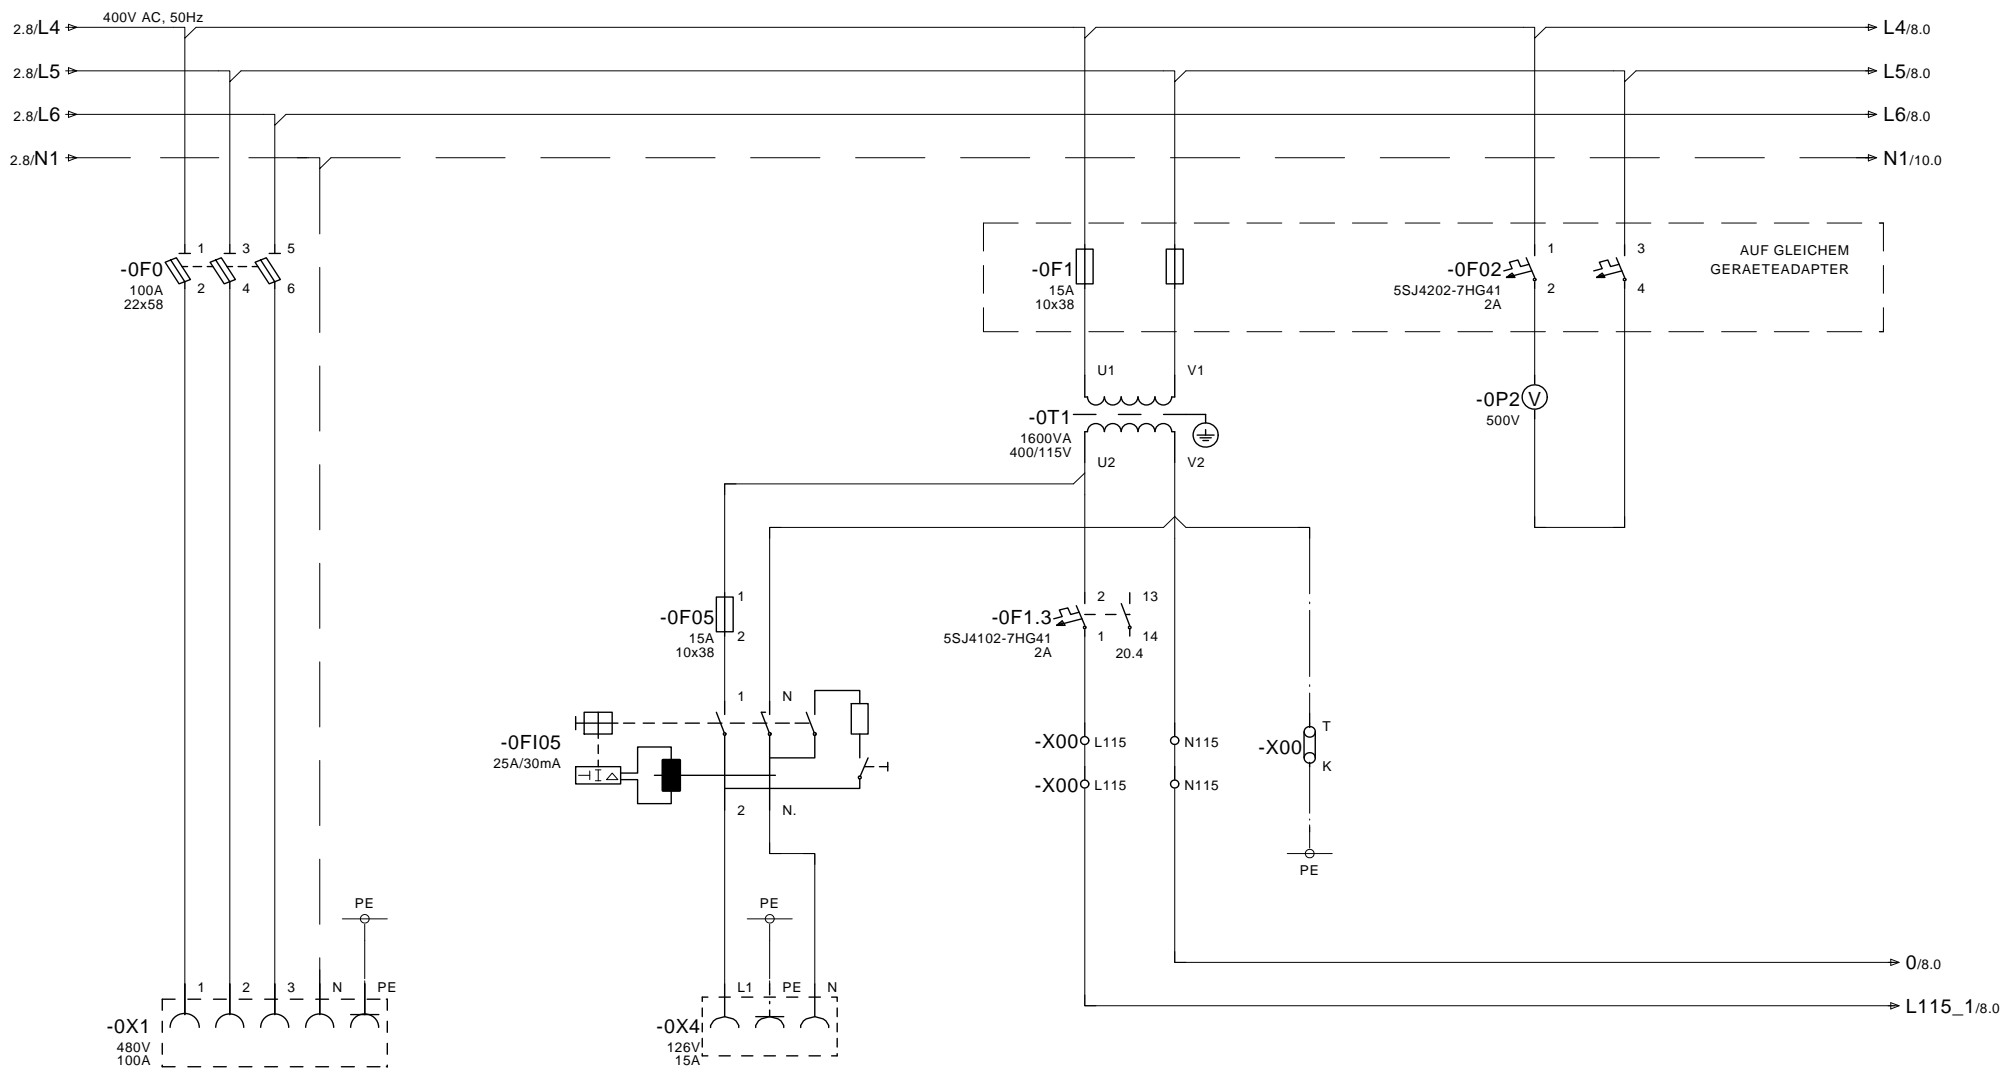 400V AC, 50Hz
2.8/L4
L4/8.0
2.8/L5
L5/8.0
2.8/L6
L6/8.0
2.8/N1
N1/10.0
-0F0
100A
22x58
1
2
3
4
5
6
-0F1
15A
10x38
-0F02
5SJ4202-7HG41
2A
1
2
3
4
AUF GLEICHEM
GERAETEADAPTER
U1
V1
-0T1
1600VA
400/115V
U2
V2
-0P2
V
500V
-0F05
15A
10x38
1
2
-0F1.3
5SJ4102-7HG41
2A
2
1
13
14
20.4
-0FI05
25A/30mA
1
N
I
2
N.
-X00
L115
N115
-X00
L115
N115
-X00
T
K
PE
PE
PE
-0X1
480V
100A
1
2
3
N
PE
-0X4
126V
15A
L1
PE
N
0/8.0
L115_1/8.0